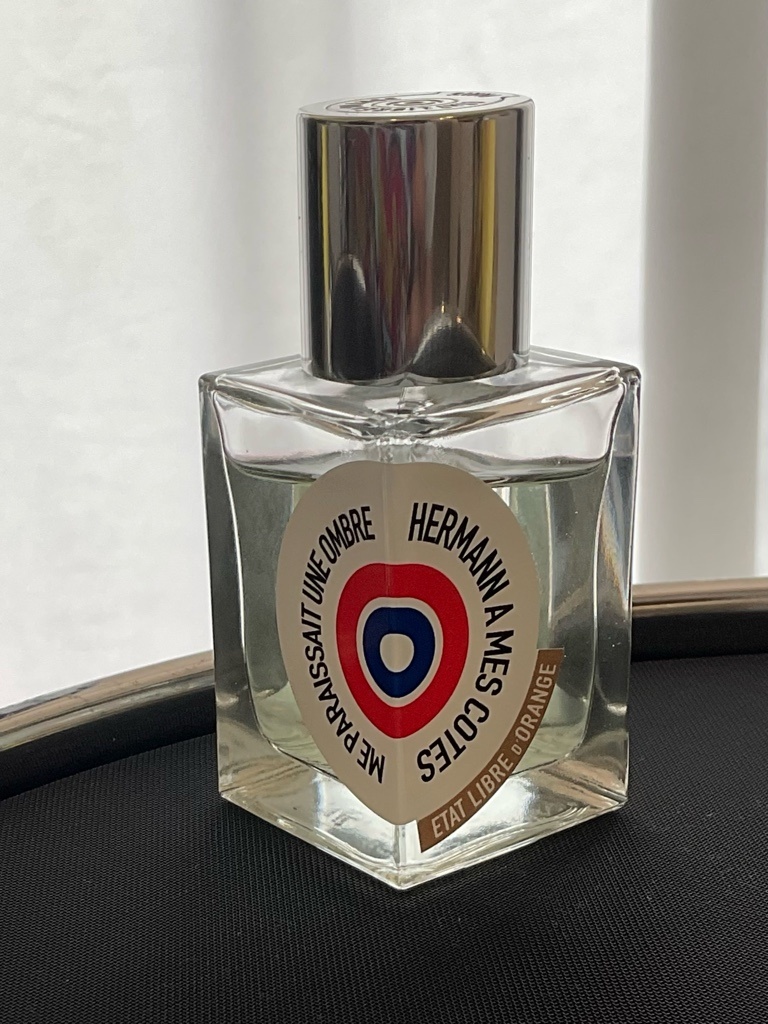 HERMANN A MES COTES
ME PARAISSAIT UNE OMBRE
ETAT LIBRE D'ORANGE